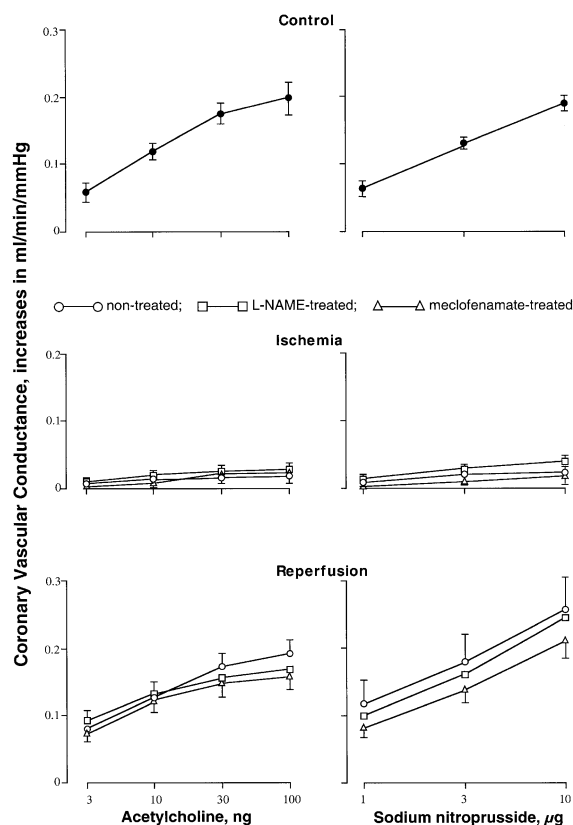 Control
Coronary Vascular Conductance, increases in ml/min/mmHg
0.3
0.2
0.1
0
non-treated; L-NAME-treated; meclofenamate-treated
Ischemia
0.2
0.1
0
Reperfusion
0.3
0.2
0.1
0
3 10 30 100 1 3 10
Acetylcholine, ng Sodium nitroprusside, µg